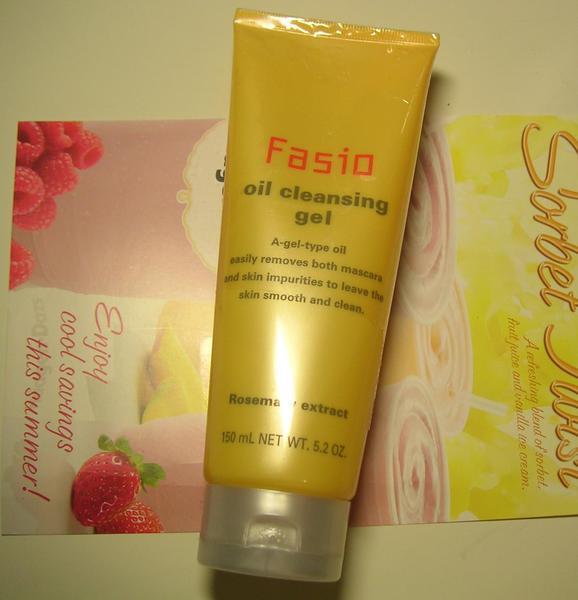 Fasio
oil cleansing
gel
A-gel-type oil
easily removes both mascara
and skin impurities to leave the
skin smooth and clean.
Rosemary extract
150 mL NET WT. 5.2 OZ.
Enjoy
cool savings
this summer!
Sorbet Twist
A refreshing blend of sorbet,
fruit juice and vanilla ice cream.